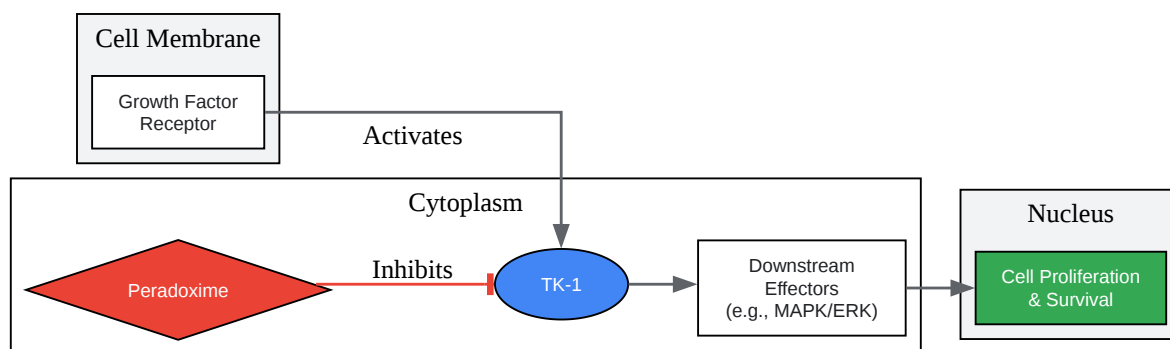 Cell Membrane
Growth Factor
Receptor
Activates
Cytoplasm
Peradoxime
Inhibits
TK-1
Downstream
Effectors
(e.g., MAPK/ERK)
Nucleus
Cell Proliferation
& Survival